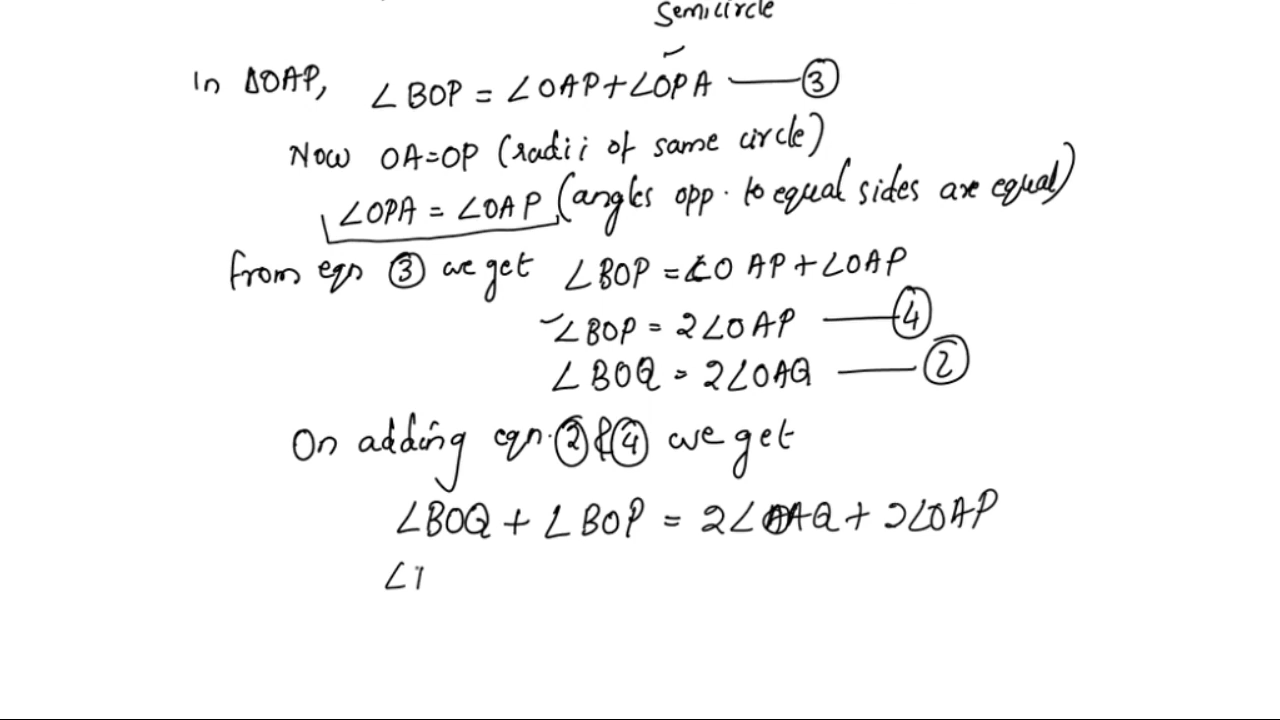 Semicircle
In ΔOAP, ∠BOP = ∠OAP + ∠OPA —— ③
Now OA=OP (radii of same circle)
∠OPA = ∠OAP (angles opp. to equal sides are equal)
from eqn ③ we get ∠BOP = ∠OAP + ∠OAP
∠BOP = 2∠OAP —— ④
∠BOQ = 2∠OAQ —— ②
On adding eqn. ② & ④ we get
∠BOQ + ∠BOP = 2∠OAQ + 2∠OAP
∠